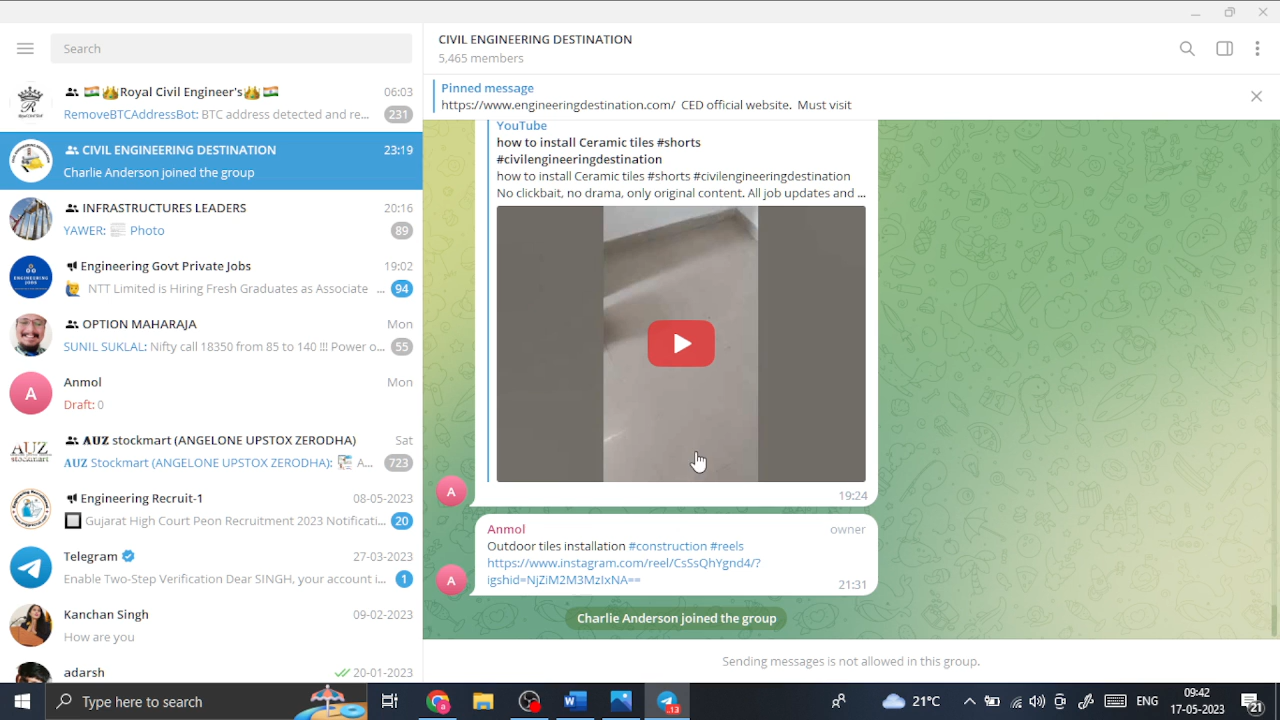 Search
Royal Civil Engineer's
06:03
RemoveBTCAddressBot: BTC address detected and re...
231
CIVIL ENGINEERING DESTINATION
23:19
Charlie Anderson joined the group
INFRASTRUCTURES LEADERS
20:16
YAWER: Photo
89
Engineering Govt Private Jobs
19:02
NTT Limited is Hiring Fresh Graduates as Associate ...
94
OPTION MAHARAJA
Mon
SUNIL SUKLAL: Nifty call 18350 from 85 to 140 !!! Power o...
55
A
Anmol
Mon
Draft: 0
AUZ
AUZ stockmart (ANGELONE UPSTOX ZERODHA)
Sat
AUZ Stockmart (ANGELONE UPSTOX ZERODHA): A...
723
Engineering Recruit-1
08-05-2023
Gujarat High Court Peon Recruitment 2023 Notificati...
20
Telegram
27-03-2023
Enable Two-Step Verification Dear SINGH, your account i...
1
Kanchan Singh
09-02-2023
How are you
adarsh
20-01-2023
CIVIL ENGINEERING DESTINATION
5,465 members
Pinned message
https://www.engineeringdestination.com/ CED official website. Must visit
YouTube
how to install Ceramic tiles #shorts
#civilengineeringdestination
how to install Ceramic tiles #shorts #civilengineeringdestination
No clickbait, no drama, only original content. All job updates and ...
A
19:24
Anmol
owner
Outdoor tiles installation #construction #reels
https://www.instagram.com/reel/CsSsQhYgnd4/?
igshid=NjZiM2M3MzIxNA==
A
21:31
Charlie Anderson joined the group
Sending messages is not allowed in this group.
Type here to search
21°C
ENG
09:42
17-05-2023
21